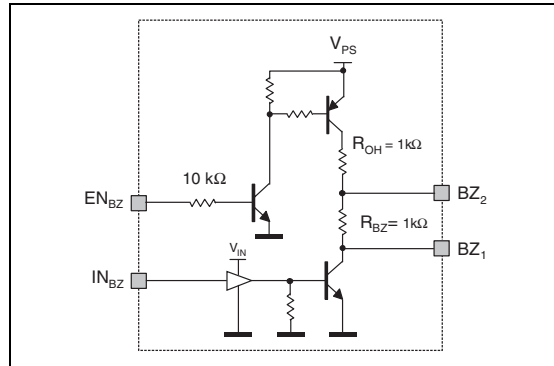 V_PS
R_OH = 1kΩ
10 kΩ
EN_BZ
BZ_2
R_BZ= 1kΩ
BZ_1
V_IN
IN_BZ